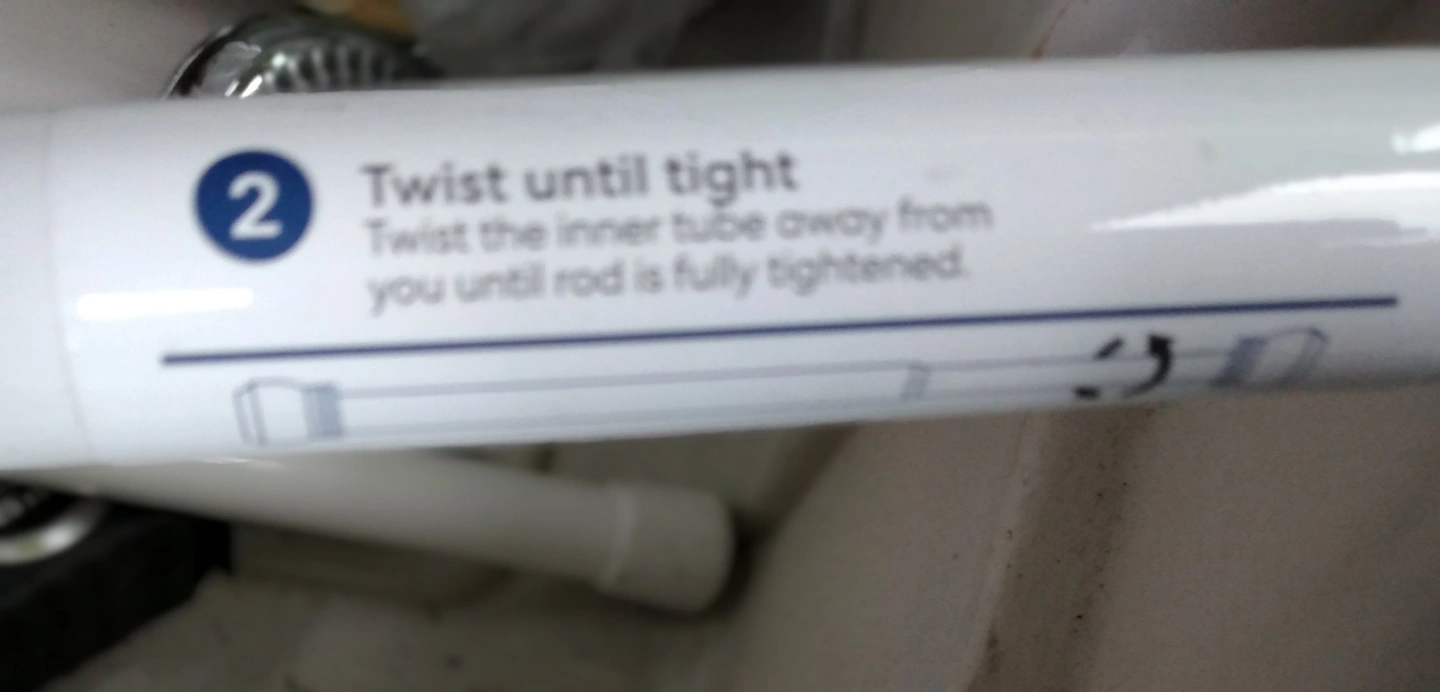 2
Twist until tight
Twist the inner tube away from
you until rod is fully tightened.